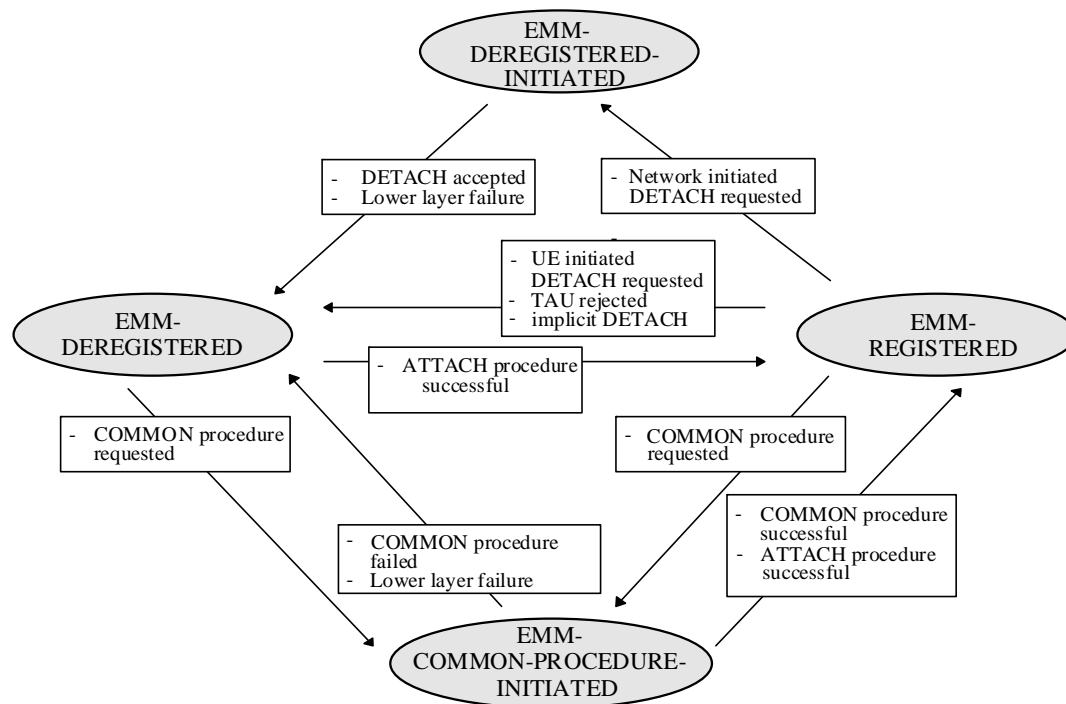 EMM-
DEREGISTERED-
INITIATED
- DETACH accepted
- Lower layer failure
- Network initiated
DETACH requested
- UE initiated
DETACH requested
- TAU rejected
- implicit DETACH
EMM-
DEREGISTERED
EMM-
REGISTERED
- ATTACH procedure
successful
- COMMON procedure
requested
- COMMON procedure
requested
- COMMON procedure
failed
- Lower layer failure
- COMMON procedure
successful
- ATTACH procedure
successful
EMM-
COMMON-PROCEDURE-
INITIATED